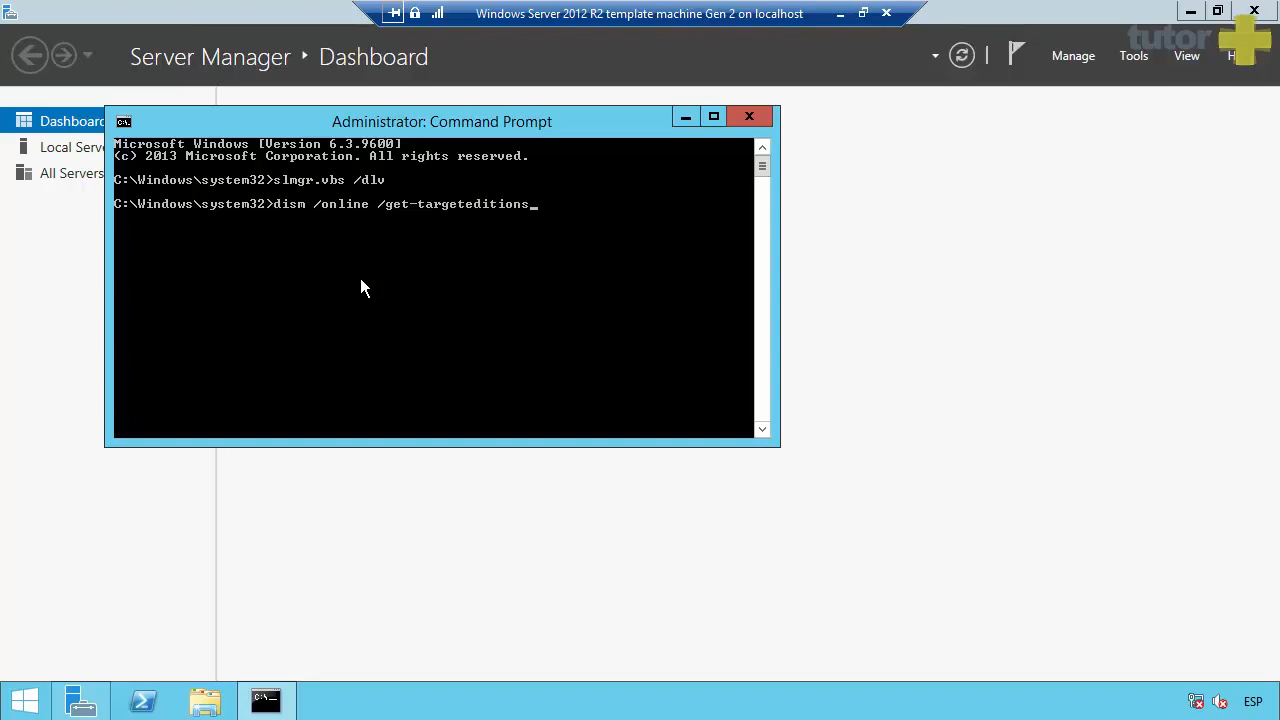 Windows Server 2012 R2 template machine Gen 2 on localhost
tutor
Server Manager ‣ Dashboard
Manage Tools View
Dashboard
Local Serve
All Servers
Administrator: Command Prompt
Microsoft Windows [Version 6.3.9600]
(c) 2013 Microsoft Corporation. All rights reserved.
C:\Windows\system32>slmgr.vbs /dlv
C:\Windows\system32>dism /online /get-targeteditions_
ESP